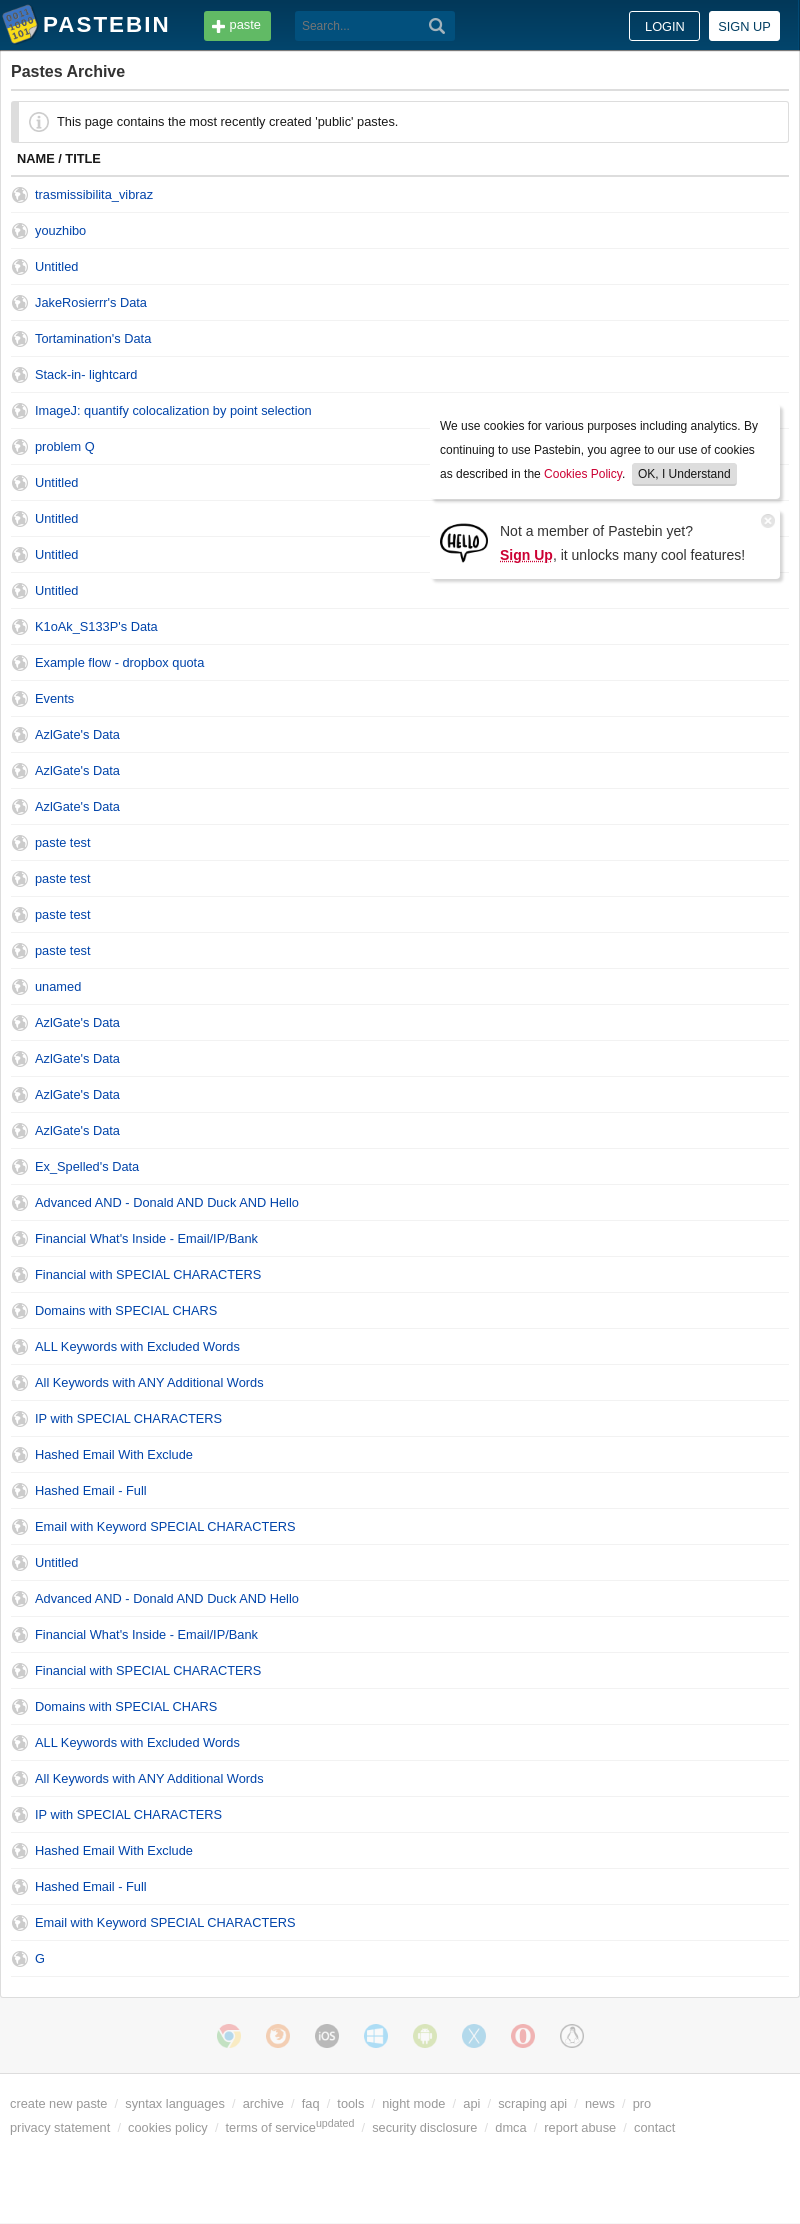 PASTEBIN
paste
Search...
LOGIN
SIGN UP
Pastes Archive
This page contains the most recently created 'public' pastes.
NAME / TITLE
trasmissibilita_vibraz
youzhibo
Untitled
JakeRosierrr's Data
Tortamination's Data
Stack-in- lightcard
ImageJ: quantify colocalization by point selection
problem Q
Untitled
Untitled
Untitled
Untitled
We use cookies for various purposes including analytics. By
continuing to use Pastebin, you agree to our use of cookies
as described in the Cookies Policy. OK, I Understand
HELLO
Not a member of Pastebin yet?
Sign Up, it unlocks many cool features!
K1oAk_S133P's Data
Example flow - dropbox quota
Events
AzlGate's Data
AzlGate's Data
AzlGate's Data
paste test
paste test
paste test
paste test
unamed
AzlGate's Data
AzlGate's Data
AzlGate's Data
AzlGate's Data
Ex_Spelled's Data
Advanced AND - Donald AND Duck AND Hello
Financial What's Inside - Email/IP/Bank
Financial with SPECIAL CHARACTERS
Domains with SPECIAL CHARS
ALL Keywords with Excluded Words
All Keywords with ANY Additional Words
IP with SPECIAL CHARACTERS
Hashed Email With Exclude
Hashed Email - Full
Email with Keyword SPECIAL CHARACTERS
Untitled
Advanced AND - Donald AND Duck AND Hello
Financial What's Inside - Email/IP/Bank
Financial with SPECIAL CHARACTERS
Domains with SPECIAL CHARS
ALL Keywords with Excluded Words
All Keywords with ANY Additional Words
IP with SPECIAL CHARACTERS
Hashed Email With Exclude
Hashed Email - Full
Email with Keyword SPECIAL CHARACTERS
G
iOS
create new paste / syntax languages / archive / faq / tools / night mode / api / scraping api / news / pro
privacy statement / cookies policy / terms of service updated / security disclosure / dmca / report abuse / contact